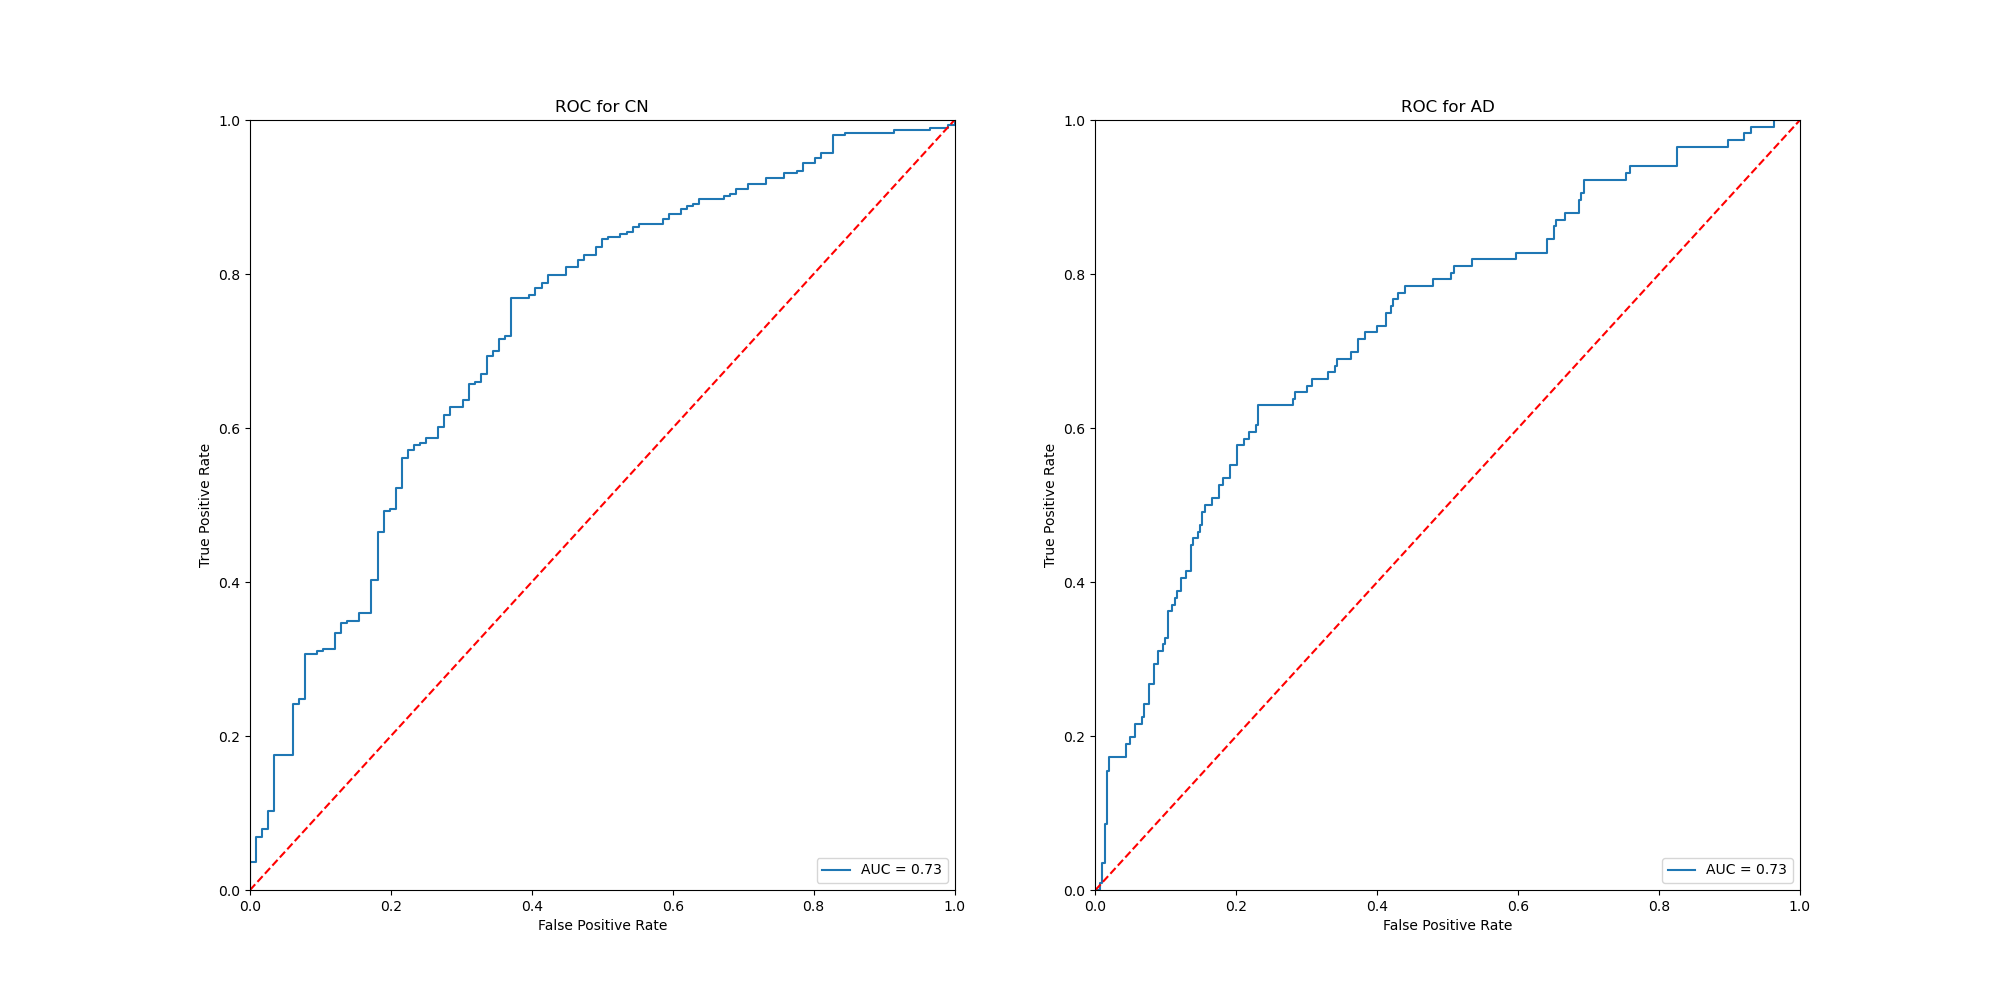 ROC for CN
1.0
0.8
0.6
0.4
0.2
0.0
True Positive Rate
0.0 0.2 0.4 0.6 0.8 1.0
False Positive Rate
AUC = 0.73
ROC for AD
1.0
0.8
0.6
0.4
0.2
0.0
True Positive Rate
0.0 0.2 0.4 0.6 0.8 1.0
False Positive Rate
AUC = 0.73